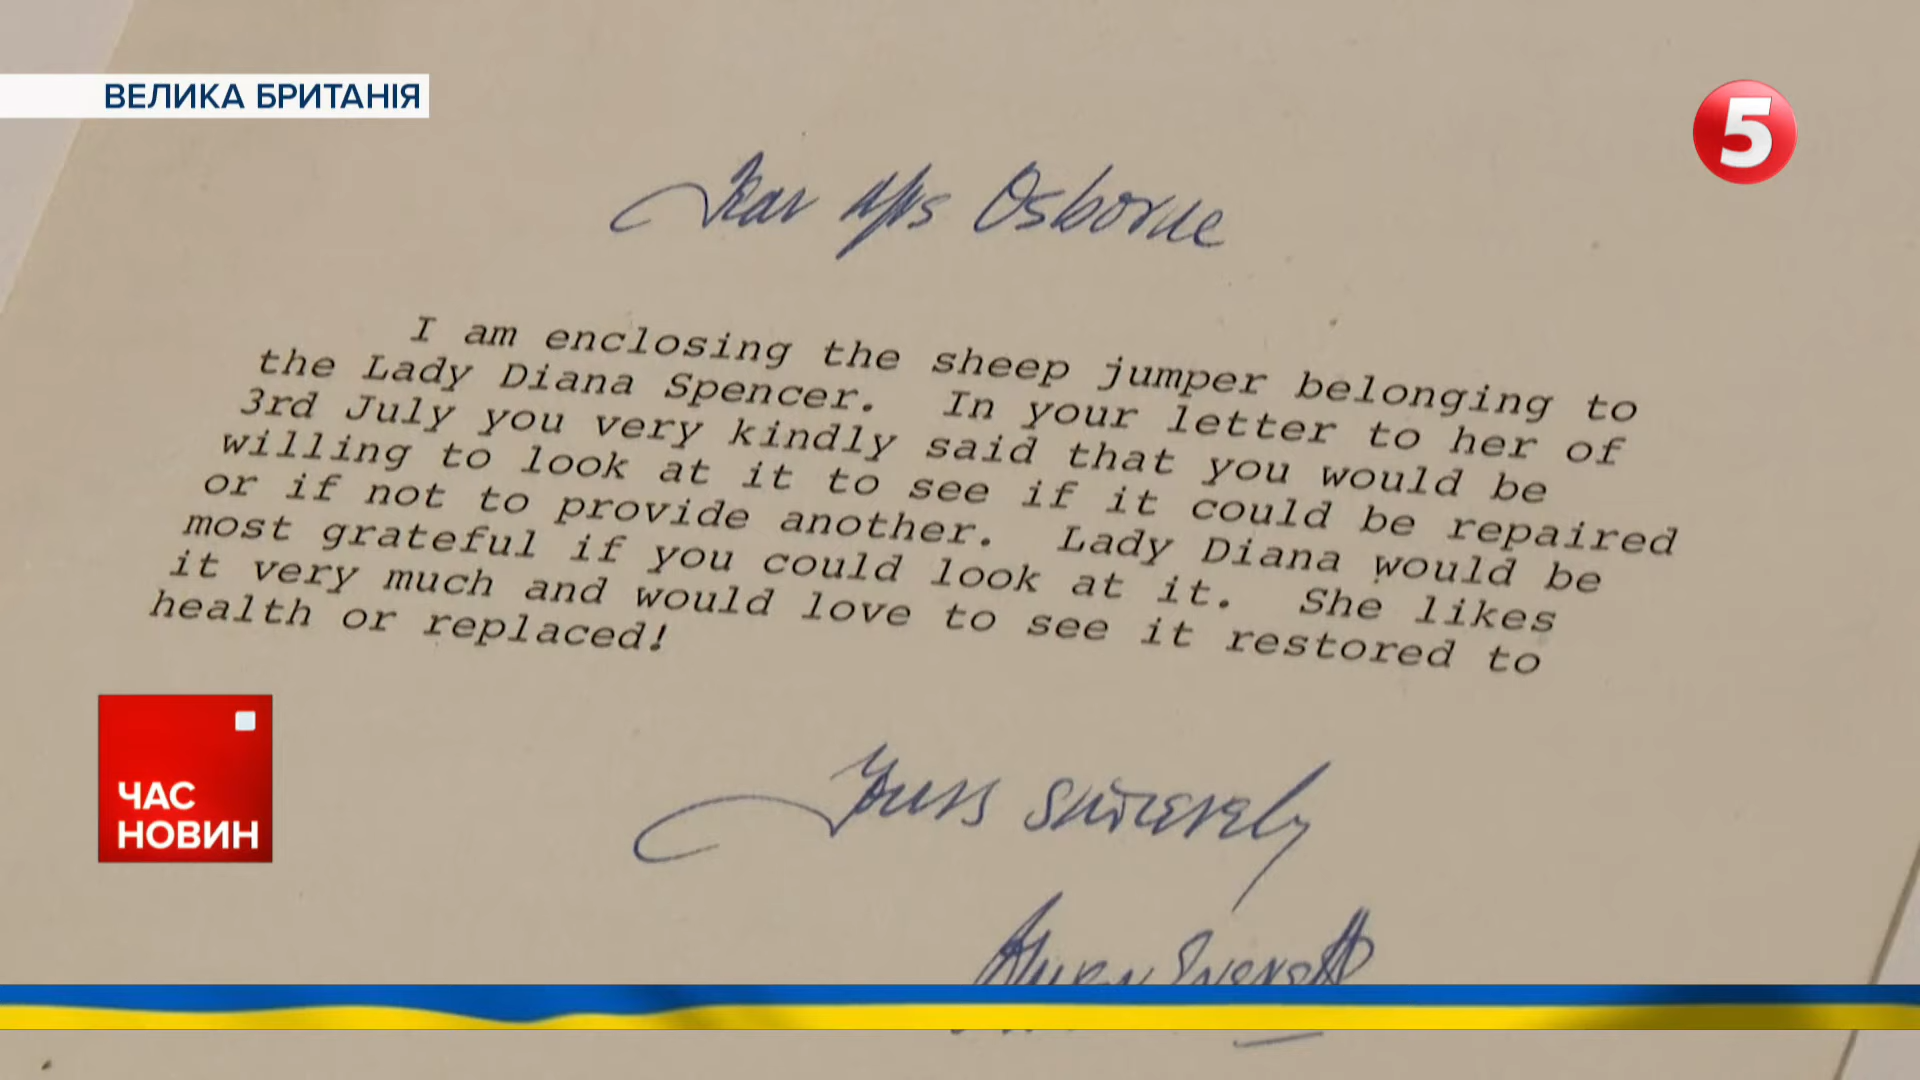 ВЕЛИКА БРИТАНІЯ
5
Dear Mrs Osborne
I am enclosing the sheep jumper belonging to
the Lady Diana Spencer. In your letter to her of
3rd July you very kindly said that you would be
willing to look at it to see if it could be repaired
or if not to provide another. Lady Diana would be
most grateful if you could look at it. She likes
it very much and would love to see it restored to
health or replaced!
ЧАС
НОВИН
Yours sincerely